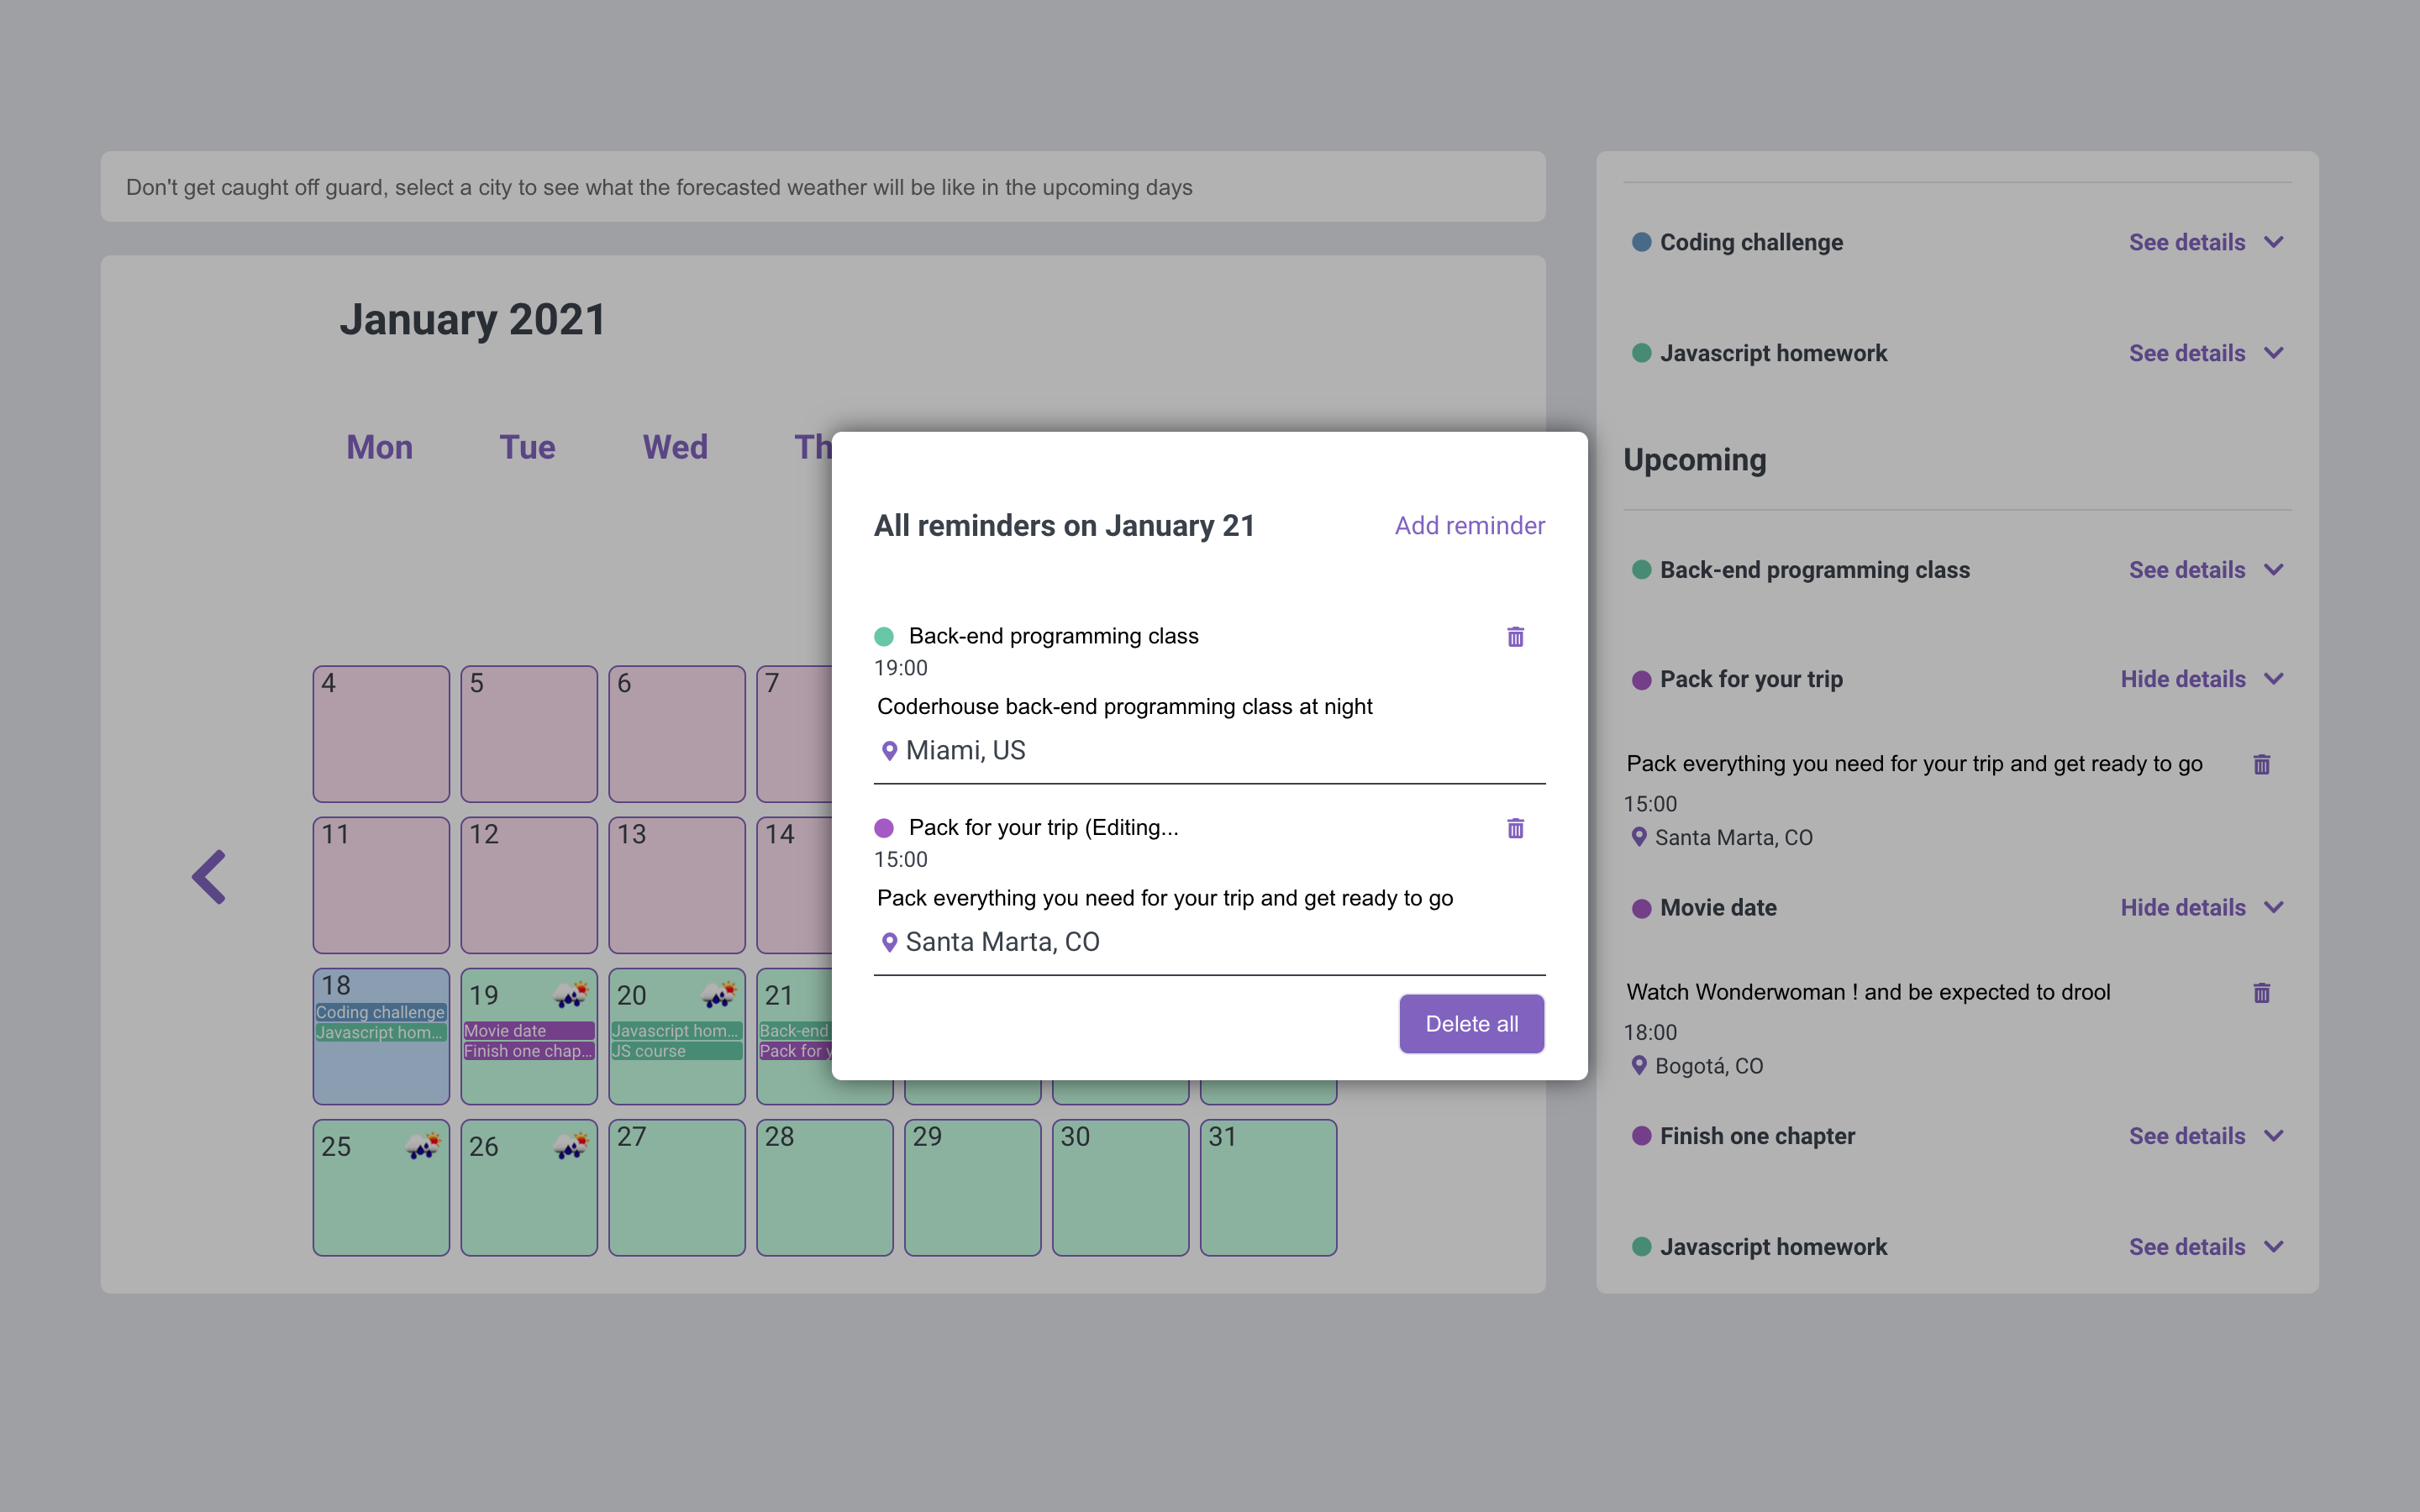 Don't get caught off guard, select a city to see what the forecasted weather will be like in the upcoming days
January 2021
Mon Tue Wed Th
4 5 6 7
11 12 13 14
18 19 20 21
Coding challenge
Javascript hom...
Movie date
Finish one chap...
Javascript hom...
JS course
Back-end
Pack for y
25 26 27 28 29 30 31
All reminders on January 21 Add reminder
Back-end programming class
19:00
Coderhouse back-end programming class at night
Miami, US
Pack for your trip (Editing...
15:00
Pack everything you need for your trip and get ready to go
Santa Marta, CO
Delete all
Coding challenge See details
Javascript homework See details
Upcoming
Back-end programming class See details
Pack for your trip Hide details
Pack everything you need for your trip and get ready to go
15:00
Santa Marta, CO
Movie date Hide details
Watch Wonderwoman ! and be expected to drool
18:00
Bogotá, CO
Finish one chapter See details
Javascript homework See details